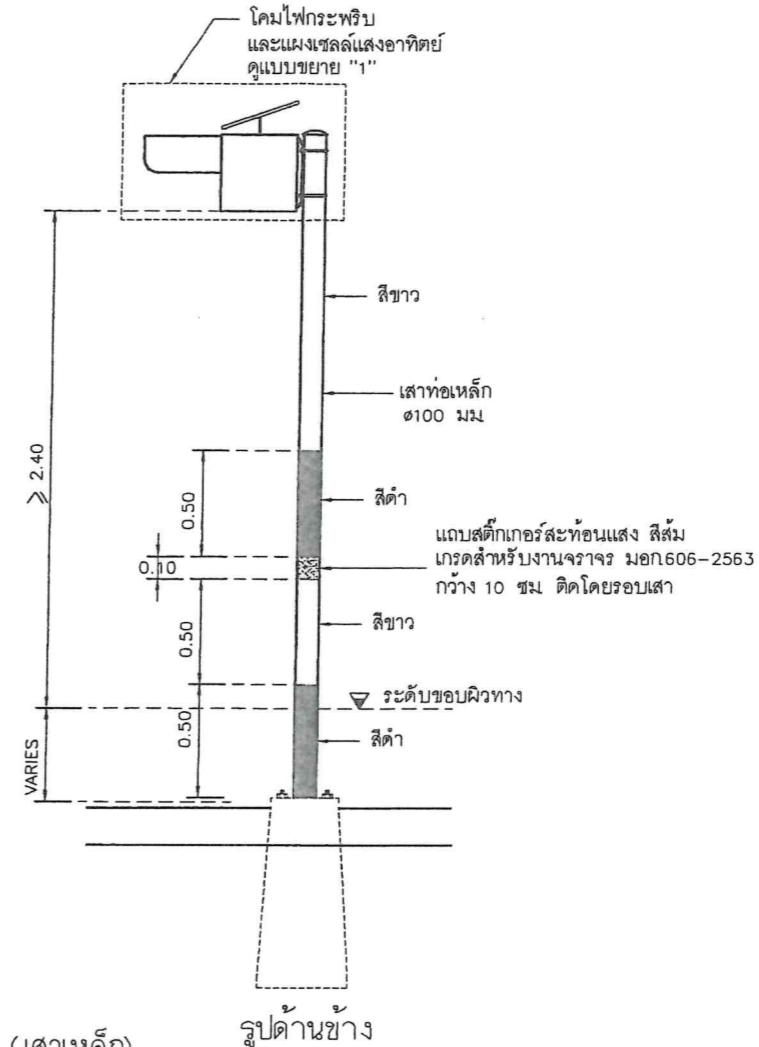 โคมไฟกระพริบ
และแผงเซลล์แสงอาทิตย์
ดูแบบขยาย "1"
สีขาว
เสาท่อเหล็ก
ø100 มม.
≥ 2.40
0.50
สีดำ
0.10
แถบสติ๊กเกอร์สะท้อนแสง สีส้ม
เกรดสำหรับงานจราจร มอก.606-2563
กว้าง 10 ซม. ติดโดยรอบเสา
0.50
สีขาว
ระดับขอบผิวทาง
0.50
สีดำ
VARIES
รูปด้านข้าง
(เสาเหล็ก)